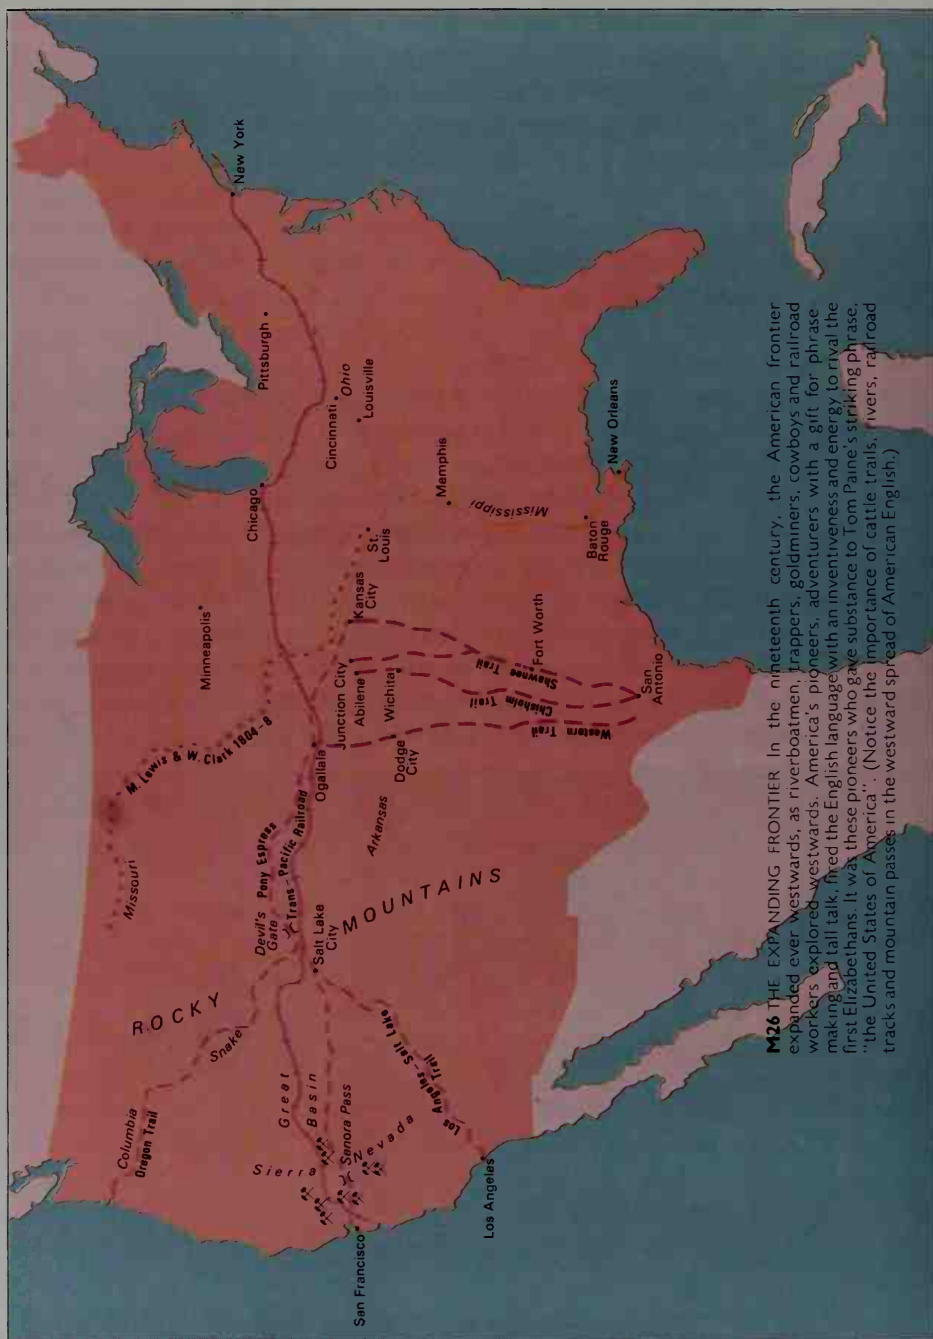 New York
Pittsburgh
Ohio
Cincinnati
Louisville
Chicago
Memphis
Mississippi
New Orleans
Baton
Rouge
St.
Louis
Kansas
City
Minneapolis
Junction City
Abilene
Wichita
Fort Worth
Shawnee Trail
Chisholm Trail
Western Trail
San
Antonio
M. Lewis & W. Clark 1804-8
Ogallala
Dodge
City
Arkansas
Missouri
Pony Express
Trans-Pacific Railroad
Devil's
Gate
Salt Lake
City
ROCKY
MOUNTAINS
Snake
Columbia
Oregon Trail
Great
Basin
Sierra
Nevada
Senora Pass
Los Angeles-Salt Lake
Trail
San Francisco
Los Angeles
M26 THE EXPANDING FRONTIER In the nineteenth century, the American frontier
expanded ever westwards, as riverboatmen, trappers, goldminers, cowboys and railroad
workers explored westwards. America's pioneers, adventurers with a gift for phrase
making and tall talk, fired the English language with an inventiveness and energy to rival the
first Elizabethans. It was these pioneers who gave substance to Tom Paine's striking phrase,
"the United States of America". (Notice the importance of cattle trails, rivers, railroad
tracks and mountain passes in the westward spread of American English.)